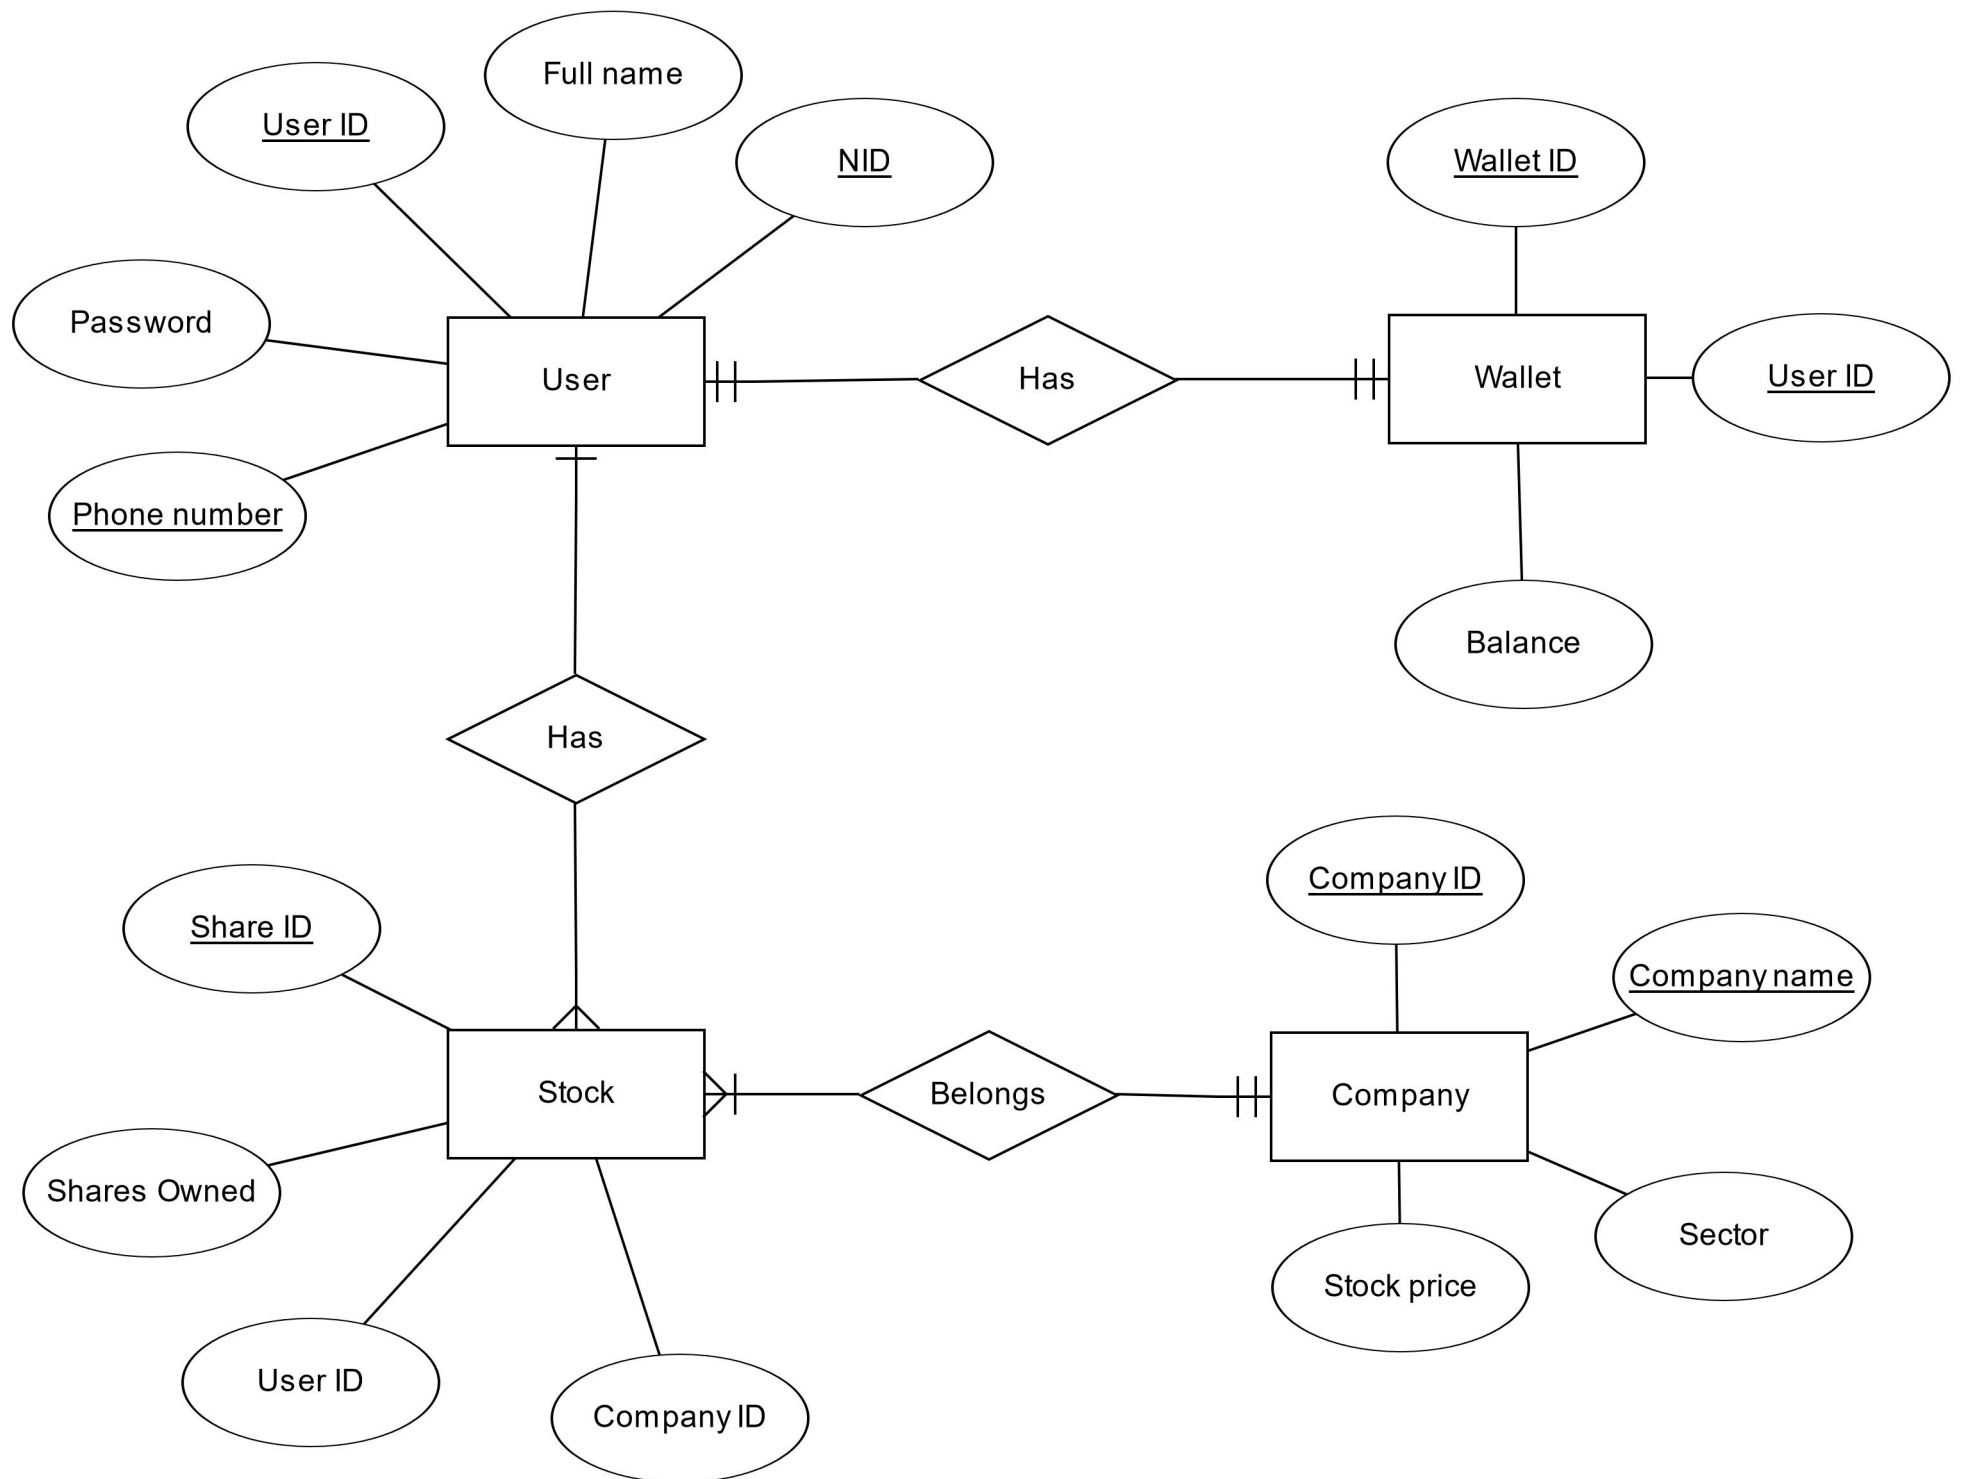 Full name
User ID
NID
Wallet ID
Password
User
Has
Wallet
User ID
Phone number
Balance
Has
Company ID
Share ID
Company name
Stock
Belongs
Company
Shares Owned
Sector
Stock price
User ID
Company ID